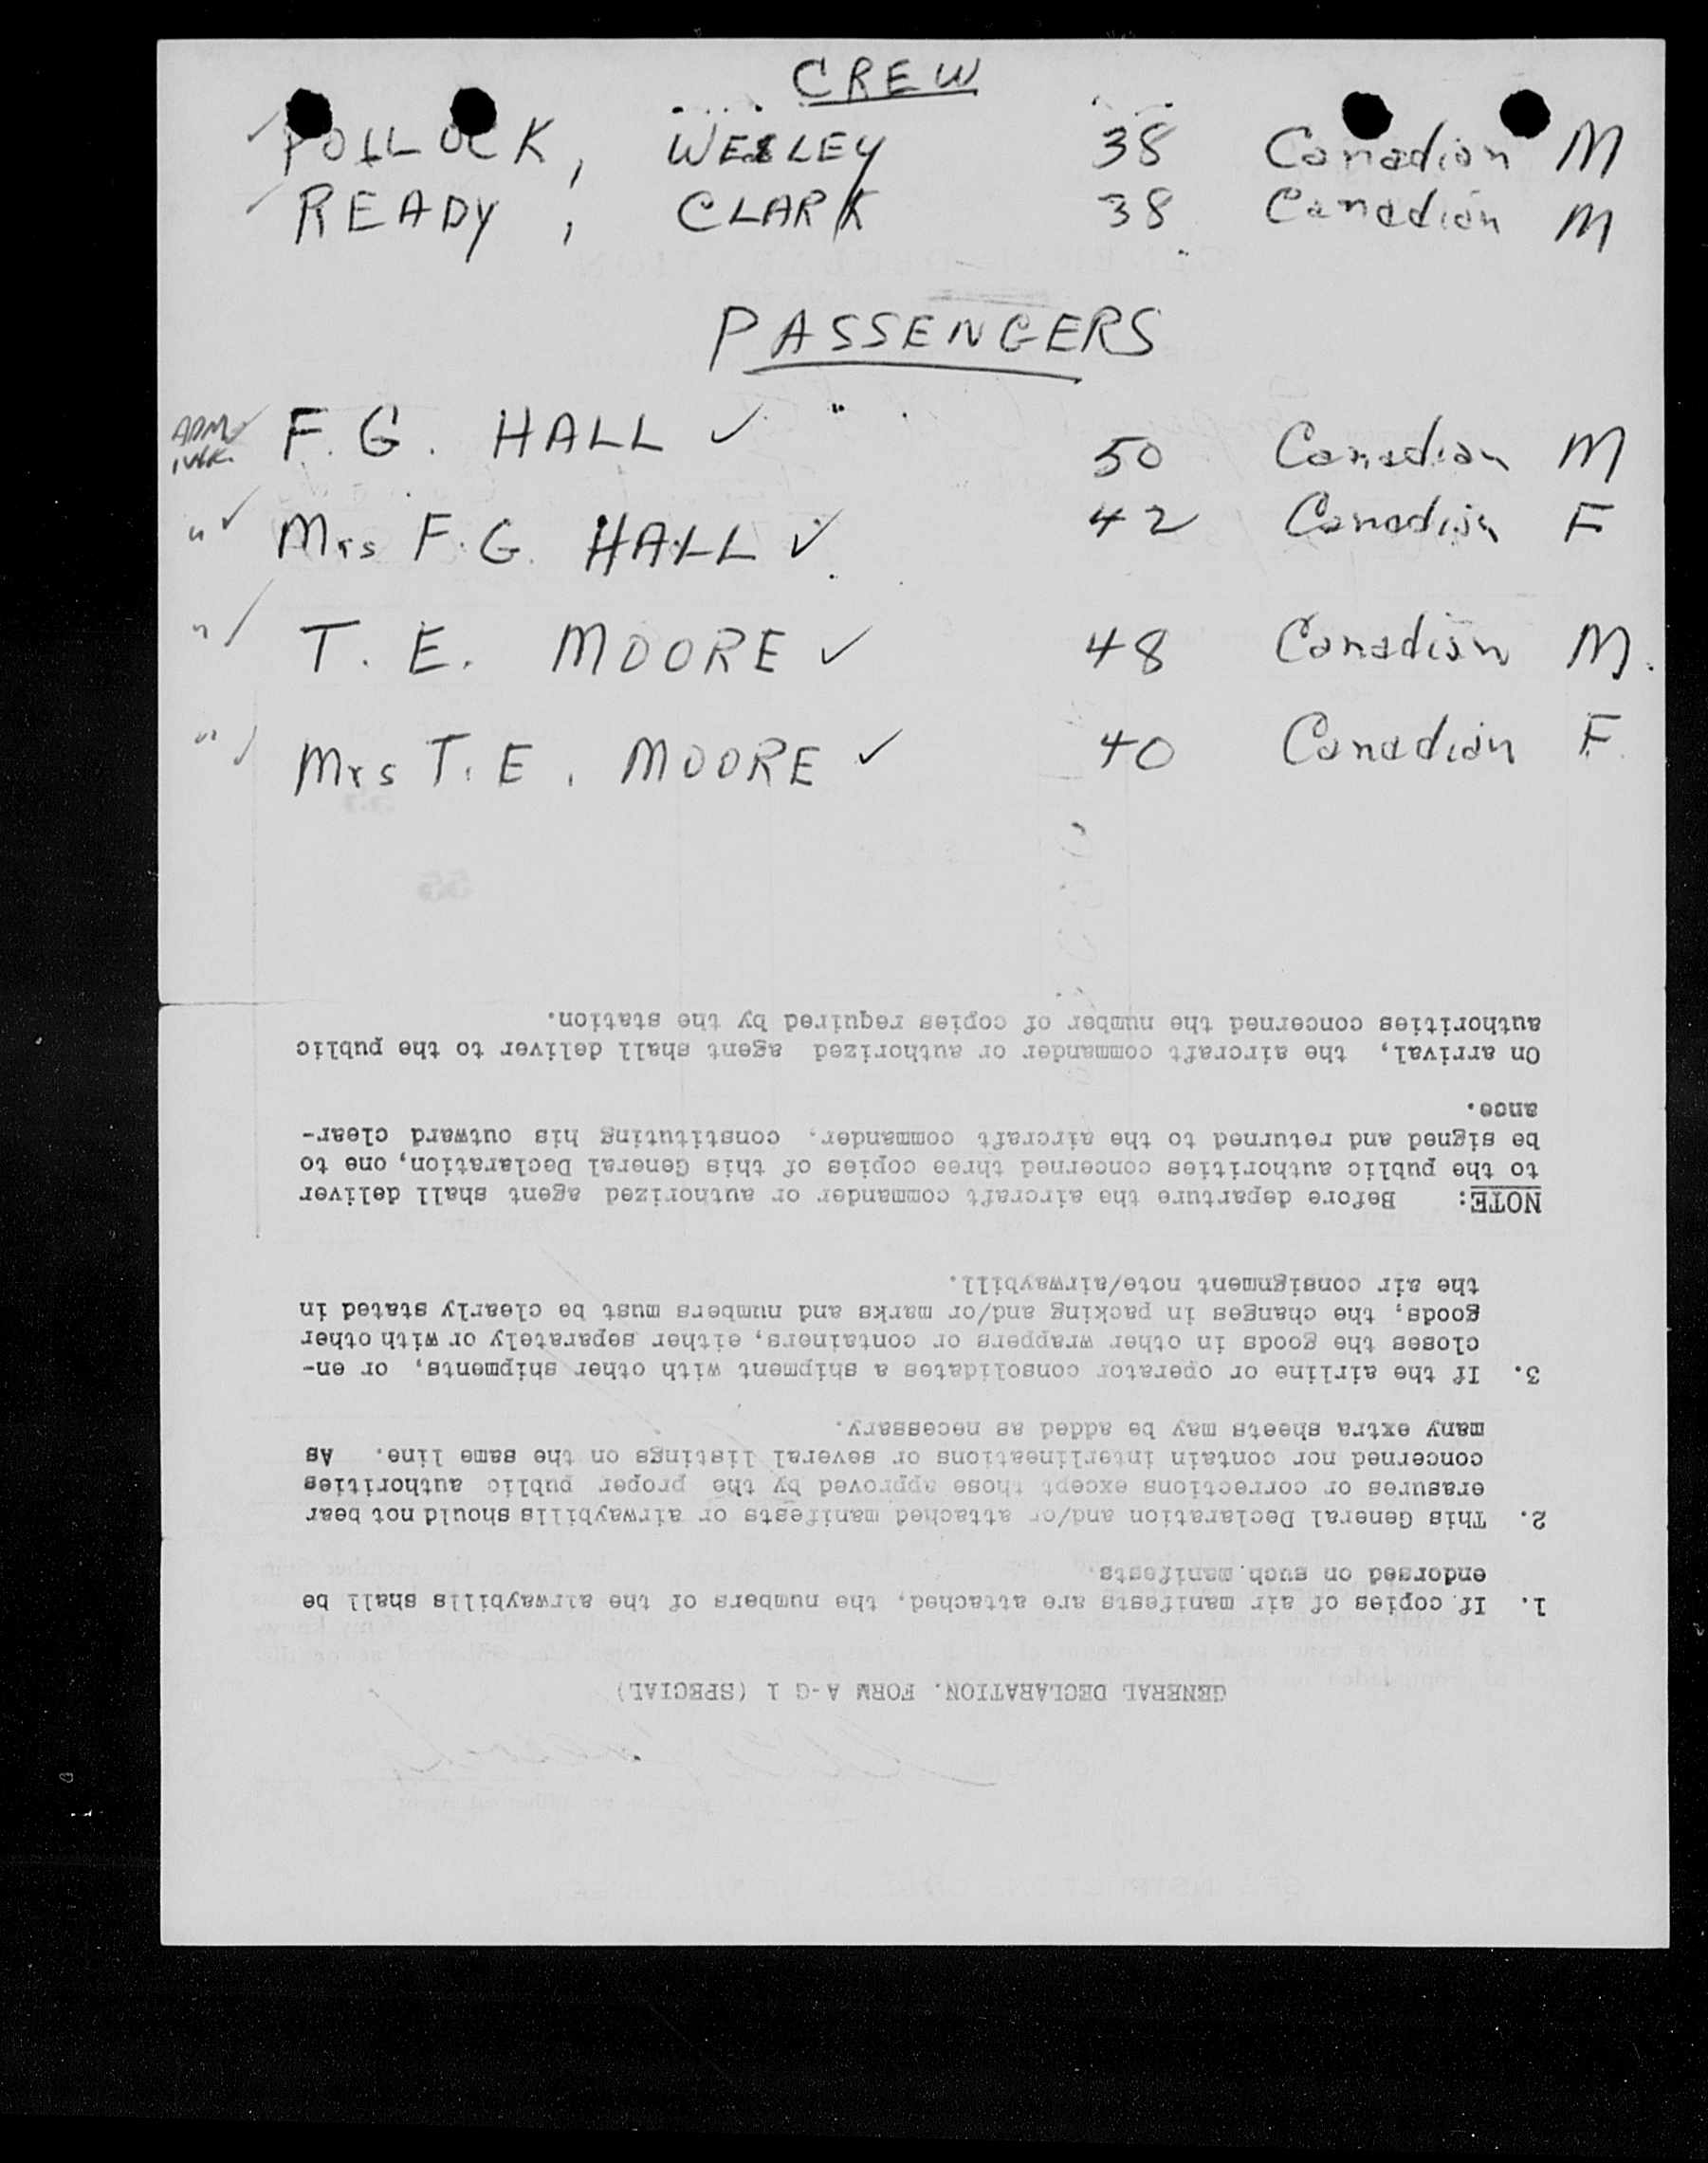 CREW
✓ POLLOCK, WESLEY 38 Canadian M
✓ READY, CLARK 38 Canadian M
PASSENGERS
ADM ✓ F. G. HALL ✓ 50 Canadian M
" ✓ Mrs F. G. HALL ✓ 42 Canadian F
" ✓ T. E. MOORE ✓ 48 Canadian M.
" ✓ Mrs T. E. MOORE ✓ 40 Canadian F.
GENERAL DECLARATION. FORM A-G 1 (SPECIAL)
1. If copies of air manifests are attached, the numbers of the airwaybills shall be
endorsed on such manifests.
2. This General Declaration and/or attached manifests or airwaybills should not bear
erasures or corrections except those approved by the proper public authorities
concerned nor contain interlineations or several listings on the same line. As
many extra sheets may be added as necessary.
3. If the airline or operator consolidates a shipment with other shipments, or en-
closes the goods in other wrappers or containers, either separately or with other
goods, the changes in packing and/or marks and numbers must be clearly stated in
the air consignment note/airwaybill.
NOTE: Before departure the aircraft commander or authorized agent shall deliver
to the public authorities concerned three copies of this General Declaration, one to
be signed and returned to the aircraft commander, constituting his outward clear-
ance.
On arrival, the aircraft commander or authorized agent shall deliver to the public
authorities concerned the number of copies required by the station.